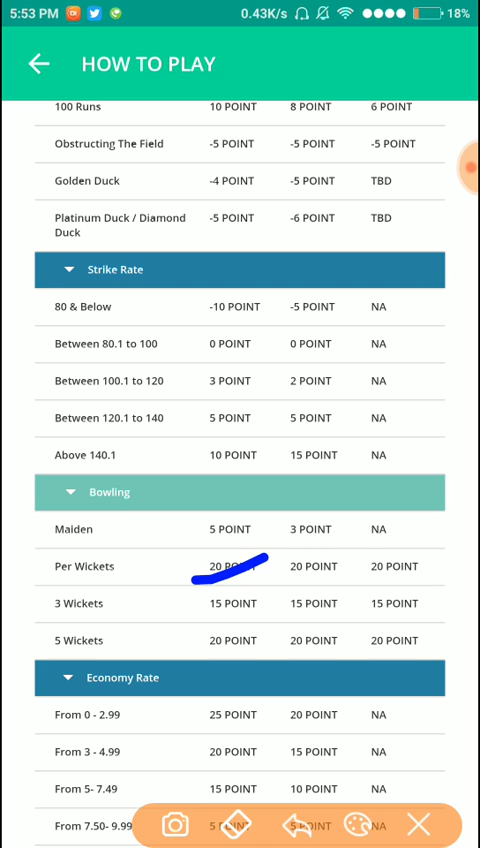 5:53 PM 0.43K/s 18%
HOW TO PLAY
100 Runs 10 POINT 8 POINT 6 POINT
Obstructing The Field -5 POINT -5 POINT -5 POINT
Golden Duck -4 POINT -5 POINT TBD
Platinum Duck / Diamond -5 POINT -6 POINT TBD
Duck
Strike Rate
80 & Below -10 POINT -5 POINT NA
Between 80.1 to 100 0 POINT 0 POINT NA
Between 100.1 to 120 3 POINT 2 POINT NA
Between 120.1 to 140 5 POINT 5 POINT NA
Above 140.1 10 POINT 15 POINT NA
Bowling
Maiden 5 POINT 3 POINT NA
Per Wickets 20 POINT 20 POINT 20 POINT
3 Wickets 15 POINT 15 POINT 15 POINT
5 Wickets 20 POINT 20 POINT 20 POINT
Economy Rate
From 0 - 2.99 25 POINT 20 POINT NA
From 3 - 4.99 20 POINT 15 POINT NA
From 5- 7.49 15 POINT 10 POINT NA
From 7.50- 9.99 5 POINT 5 POINT NA